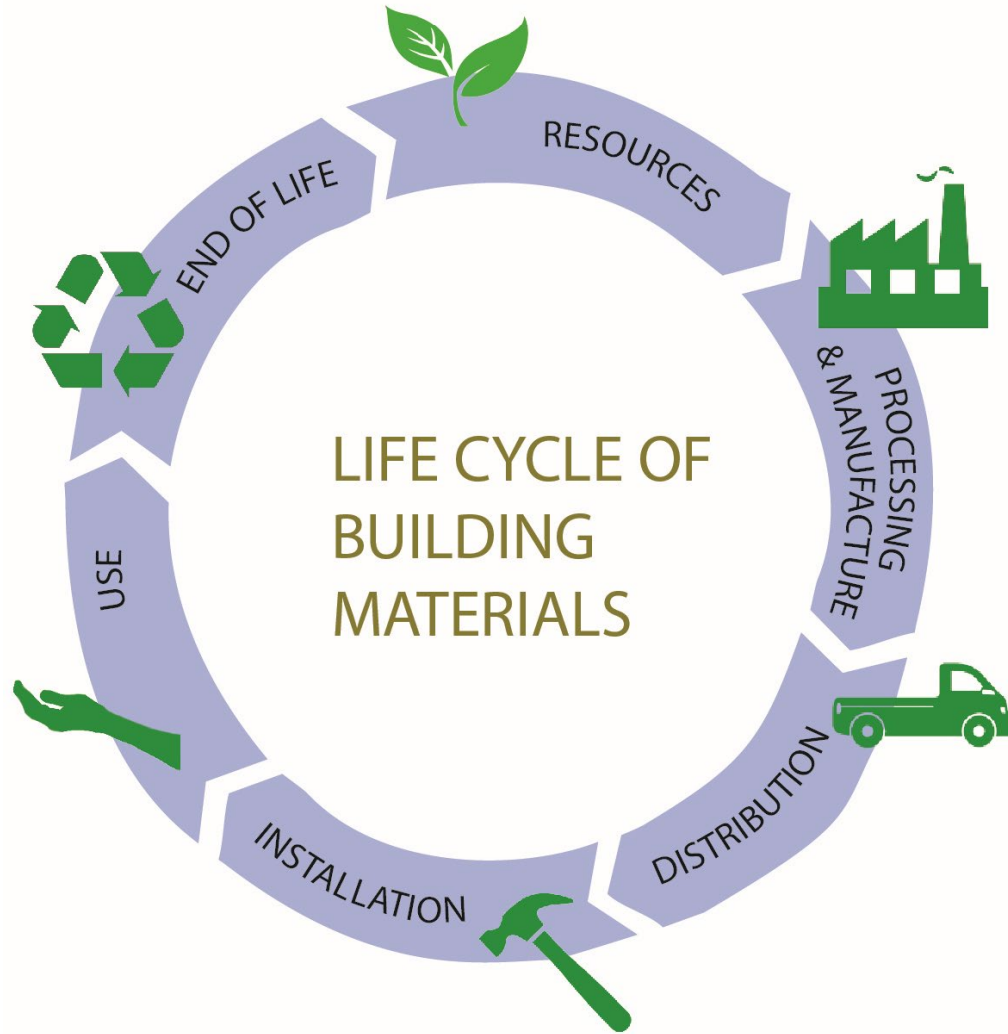 LIFE CYCLE OF
BUILDING
MATERIALS
RESOURCES
PROCESSING
& MANUFACTURE
DISTRIBUTION
INSTALLATION
USE
END OF LIFE